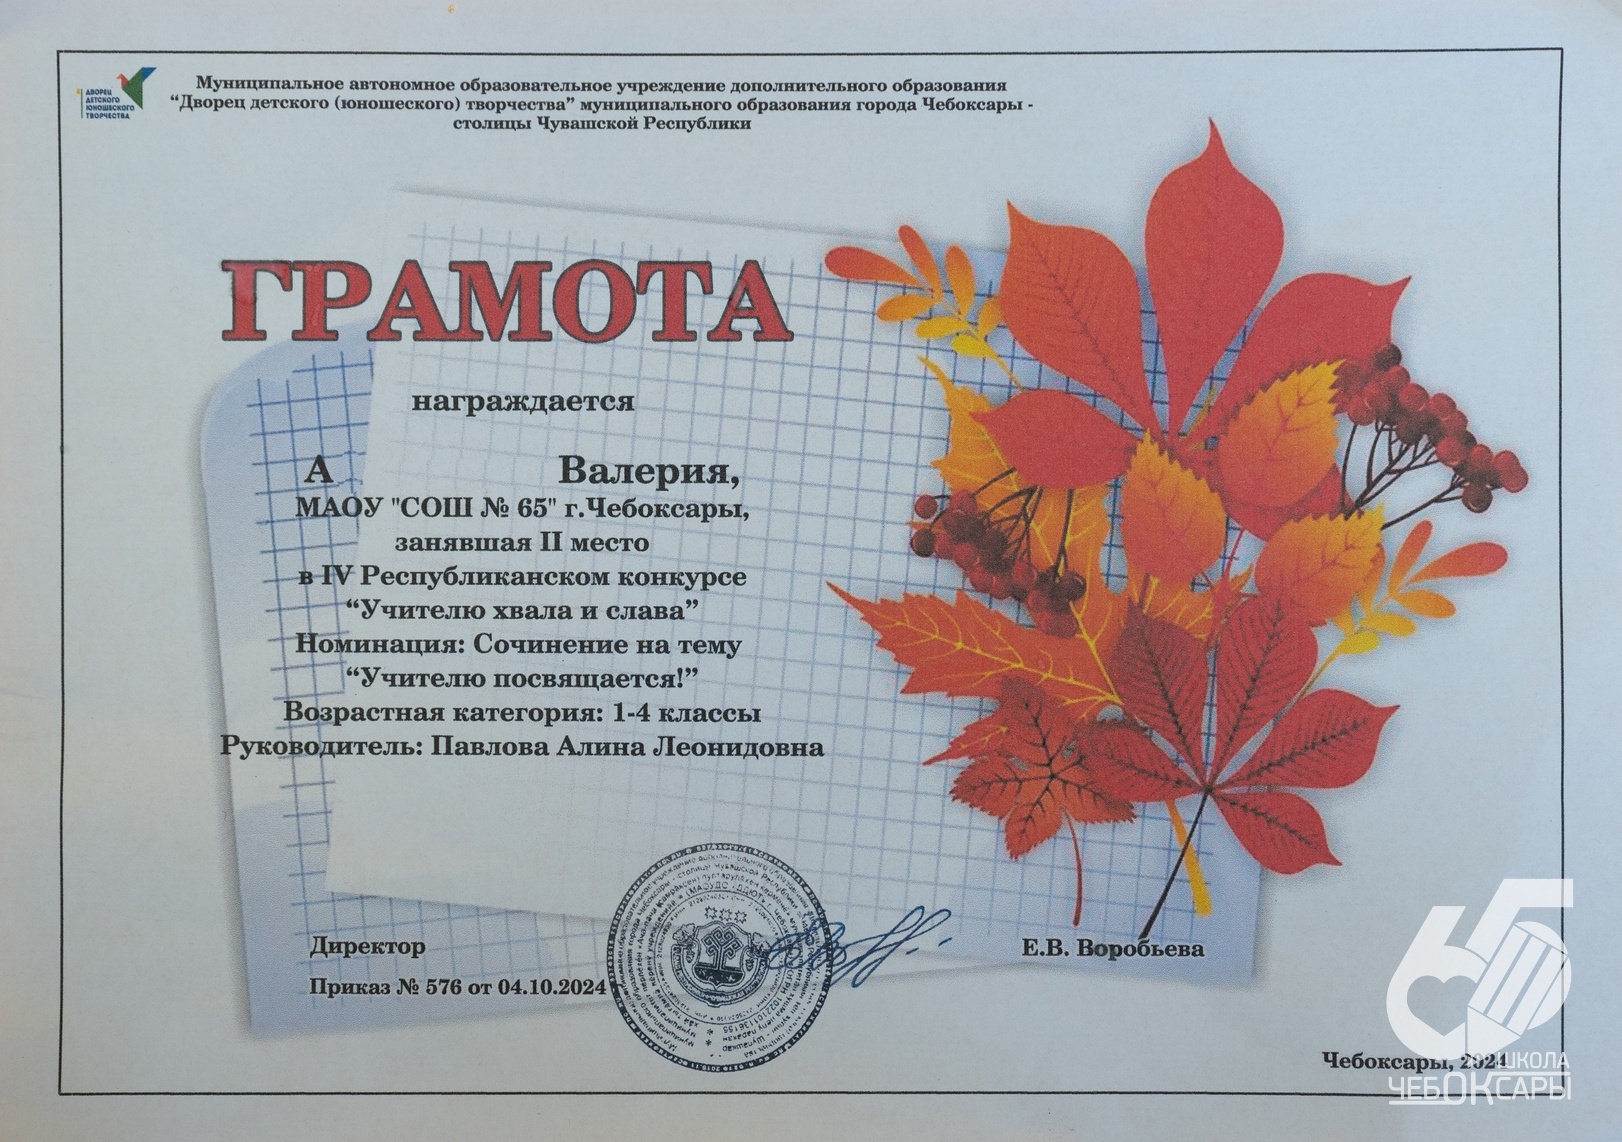 ДВОРЕЦ
ДЕТСКОГО
ЮНОШЕСКОГО
ТВОРЧЕСТВА
Муниципальное автономное образовательное учреждение дополнительного образования
“Дворец детского (юношеского) творчества” муниципального образования города Чебоксары -
столицы Чувашской Республики
ГРАМОТА
награждается
А Валерия,
МАОУ "СОШ № 65" г.Чебоксары,
занявшая II место
в IV Республиканском конкурсе
“Учителю хвала и слава”
Номинация: Сочинение на тему
“Учителю посвящается!”
Возрастная категория: 1-4 классы
Руководитель: Павлова Алина Леонидовна
Директор
Е.В. Воробьева
Приказ № 576 от 04.10.2024
Чебоксары, 2024
65
ШКОЛА
ЧЕБОКСАРЫ